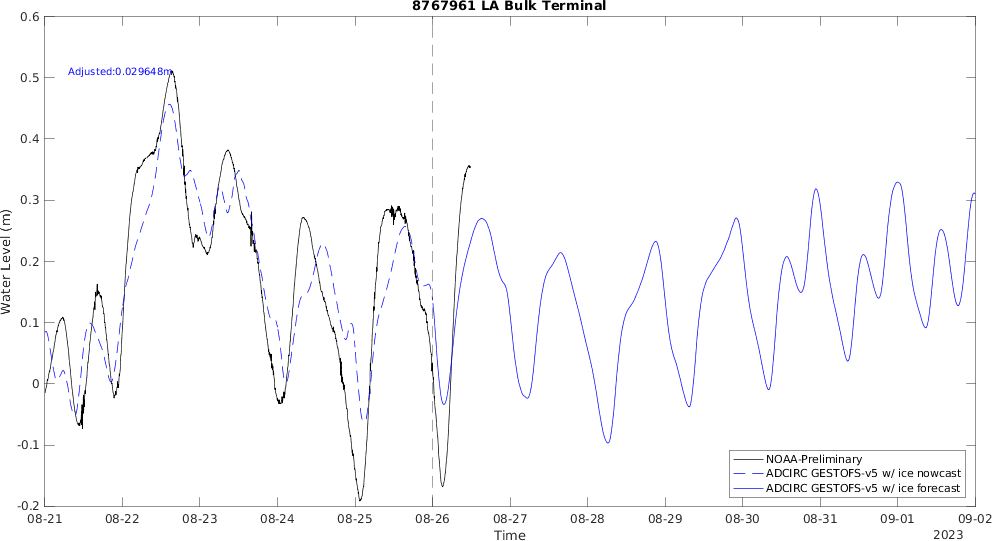 8767961 LA Bulk Terminal
0.6
0.5
0.4
0.3
0.2
0.1
0
-0.1
-0.2
Water Level (m)
Adjusted:0.029648m
NOAA-Preliminary
ADCIRC GESTOFS-v5 w/ ice nowcast
ADCIRC GESTOFS-v5 w/ ice forecast
08-21 08-22 08-23 08-24 08-25 08-26 08-27 08-28 08-29 08-30 08-31 09-01 09-02
Time
2023